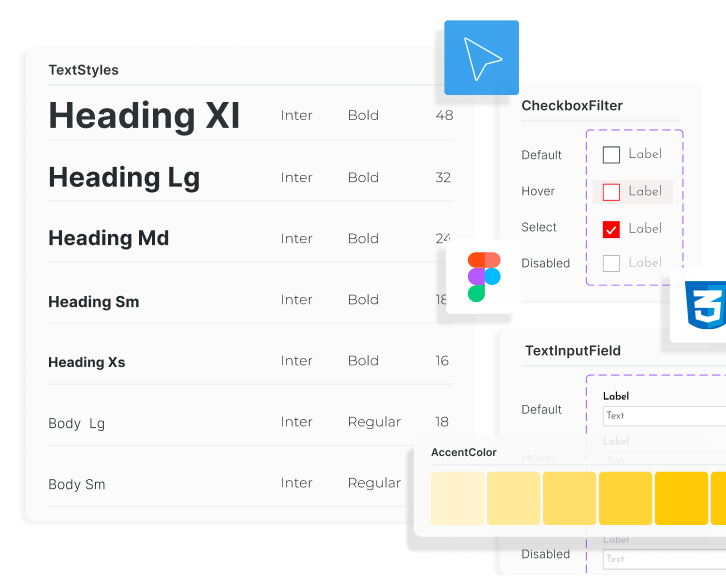 TextStyles
Heading Xl Inter Bold 48
Heading Lg Inter Bold 32
Heading Md Inter Bold 24
Heading Sm Inter Bold 18
Heading Xs Inter Bold 16
Body Lg Inter Regular 18
Body Sm Inter Regular
CheckboxFilter
Default Label
Hover Label
Select Label
Disabled Label
TextInputField
Default
Label
Text
Hover
Label
Text
AccentColor
Disabled
Label
Text